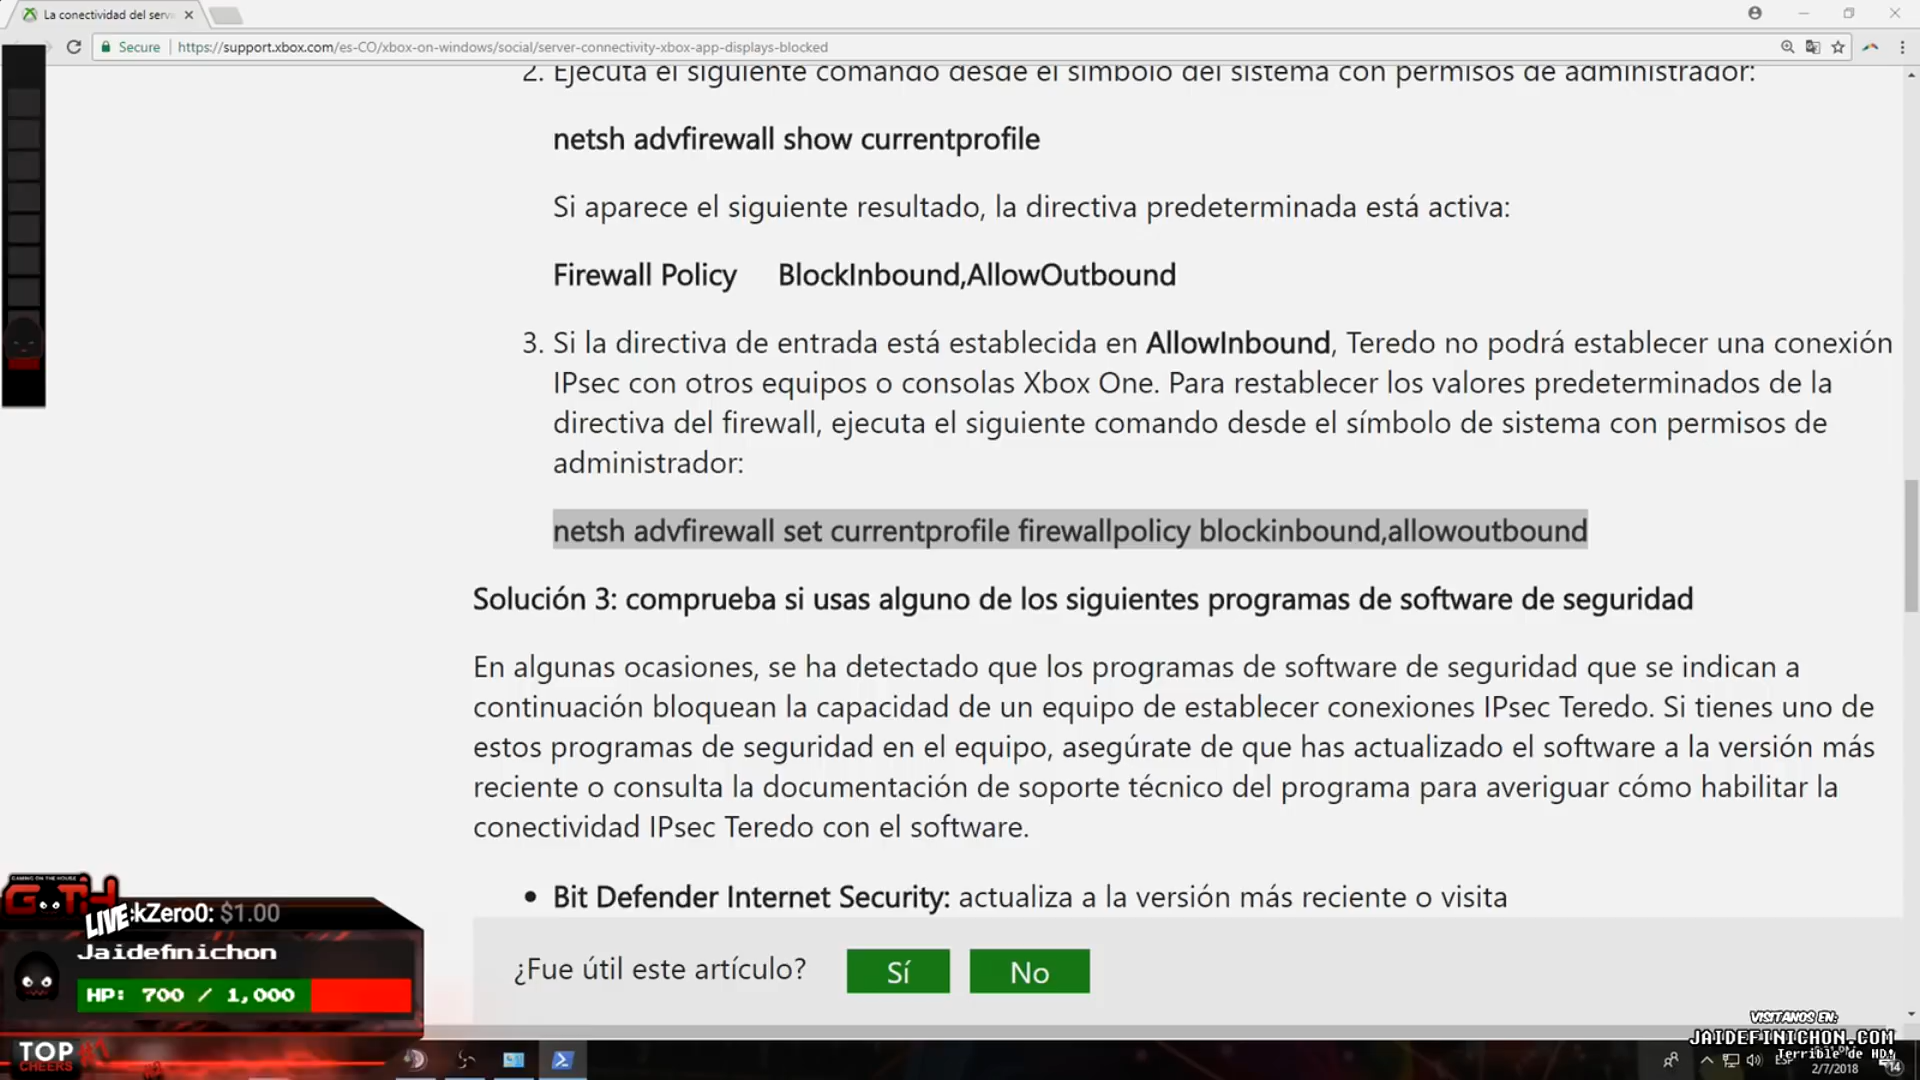 La conectividad del serv
Secure
https://support.xbox.com/es-CO/xbox-on-windows/social/server-connectivity-xbox-app-displays-blocked
2. Ejecuta el siguiente comando desde el símbolo del sistema con permisos de administrador:
netsh advfirewall show currentprofile
Si aparece el siguiente resultado, la directiva predeterminada está activa:
Firewall Policy BlockInbound,AllowOutbound
3. Si la directiva de entrada está establecida en AllowInbound, Teredo no podrá establecer una conexión
IPsec con otros equipos o consolas Xbox One. Para restablecer los valores predeterminados de la
directiva del firewall, ejecuta el siguiente comando desde el símbolo de sistema con permisos de
administrador:
netsh advfirewall set currentprofile firewallpolicy blockinbound,allowoutbound
Solución 3: comprueba si usas alguno de los siguientes programas de software de seguridad
En algunas ocasiones, se ha detectado que los programas de software de seguridad que se indican a
continuación bloquean la capacidad de un equipo de establecer conexiones IPsec Teredo. Si tienes uno de
estos programas de seguridad en el equipo, asegúrate de que has actualizado el software a la versión más
reciente o consulta la documentación de soporte técnico del programa para averiguar cómo habilitar la
conectividad IPsec Teredo con el software.
• Bit Defender Internet Security: actualiza a la versión más reciente o visita
¿Fue útil este artículo? Sí No
GOTH
LIVE
kZero0: $1.00
Jaidefinichon
HP: 700 / 1,000
TOP #1
CHEERS
VISITANOS EN:
JAIDEFINICHON.COM
Terrible de HD!
2/7/2018
14